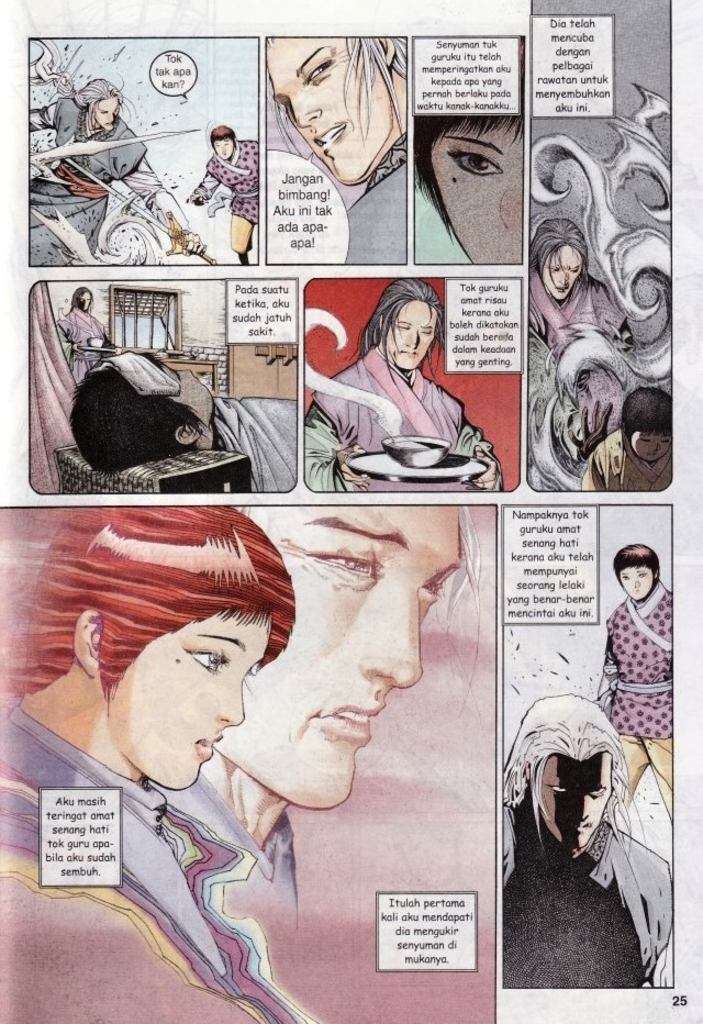 Tok
tak apa
kan?
Jangan
bimbang!
Aku ini tak
ada apa-
apa!
Senyuman tuk
guruku itu telah
memperingatkan aku
kepada apa yang
pernah berlaku pada
waktu kanak-kanakku...
Dia telah
mencuba
dengan
pelbagai
rawatan untuk
menyembuhkan
aku ini.
Pada suatu
ketika, aku
sudah jatuh
sakit.
Tok guruku
amat risau
kerana aku
boleh dikatakan
sudah berada
dalam keadaan
yang genting.
Nampaknya tok
guruku amat
senang hati
kerana aku telah
mempunyai
seorang lelaki
yang benar-benar
mencintai aku ini.
Aku masih
teringat amat
senang hati
tok guru apa-
bila aku sudah
sembuh.
Itulah pertama
kali aku mendapati
dia mengukir
senyuman di
mukanya.
25